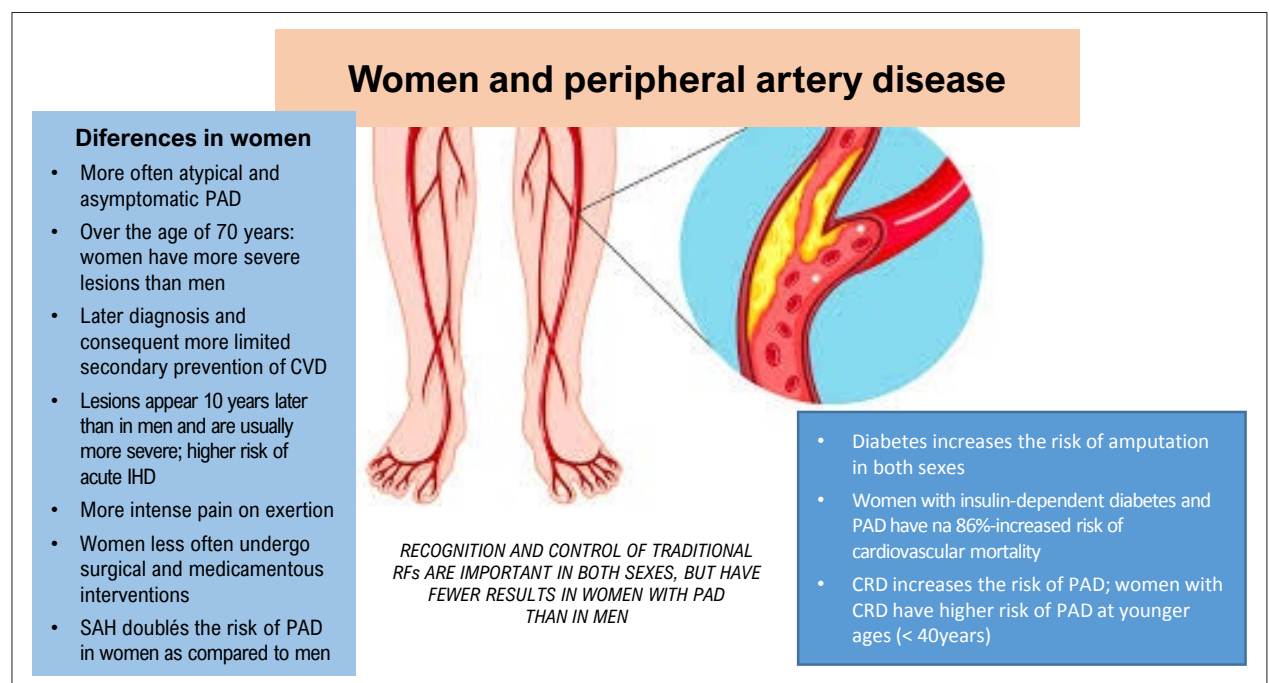 Women and peripheral artery disease
Diferences in women
• More often atypical and
asymptomatic PAD
• Over the age of 70 years:
women have more severe
lesions than men
• Later diagnosis and
consequent more limited
secondary prevention of CVD
• Lesions appear 10 years later
than in men and are usually
more severe; higher risk of
acute IHD
• More intense pain on exertion
• Women less often undergo
surgical and medicamentous
interventions
• SAH doublés the risk of PAD
in women as compared to men
RECOGNITION AND CONTROL OF TRADITIONAL
RFs ARE IMPORTANT IN BOTH SEXES, BUT HAVE
FEWER RESULTS IN WOMEN WITH PAD
THAN IN MEN
• Diabetes increases the risk of amputation
in both sexes
• Women with insulin-dependent diabetes and
PAD have na 86%-increased risk of
cardiovascular mortality
• CRD increases the risk of PAD; women with
CRD have higher risk of PAD at younger
ages (< 40years)